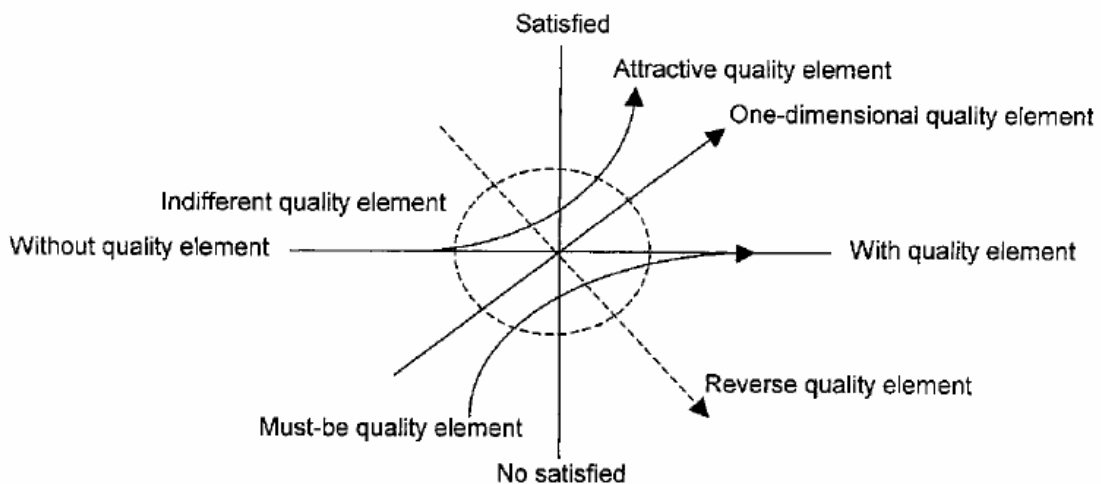 Satisfied
Attractive quality element
One-dimensional quality element
Indifferent quality element
Without quality element
With quality element
Reverse quality element
Must-be quality element
No satisfied